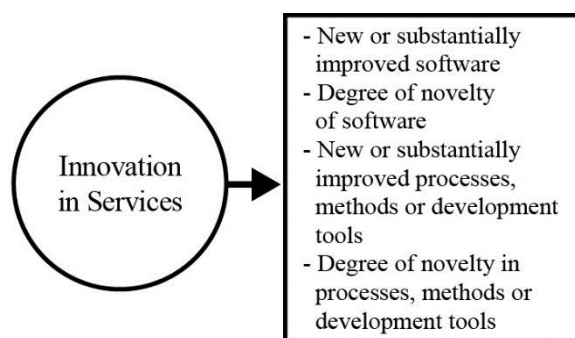 Innovation
in Services
- New or substantially
improved software
- Degree of novelty
of software
- New or substantially
improved processes,
methods or development
tools
- Degree of novelty in
processes, methods or
development tools